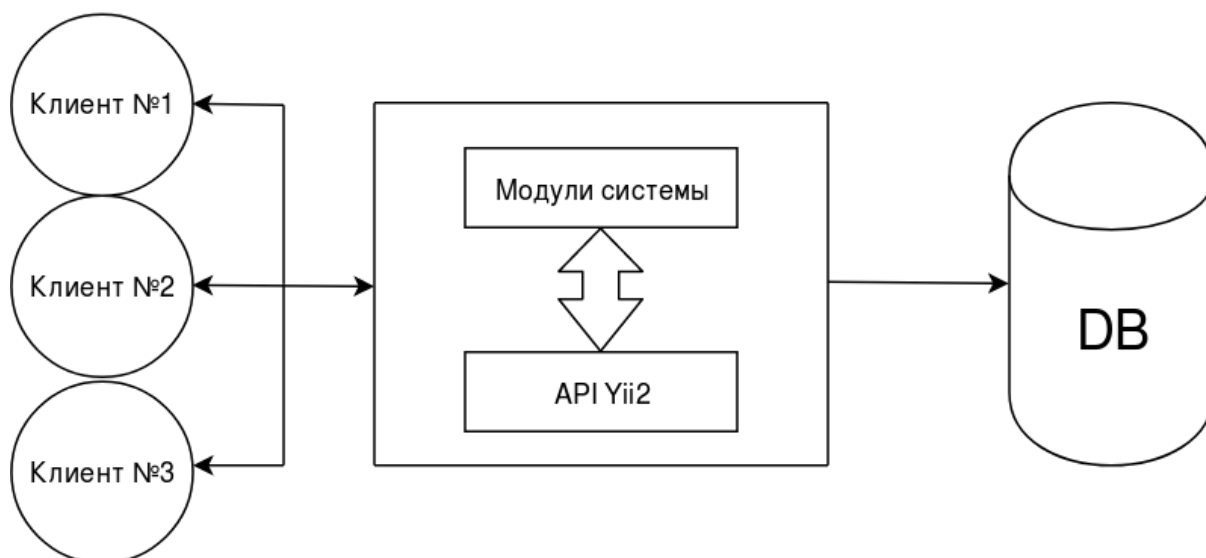 Клиент №1
Клиент №2
Клиент №3
Модули системы
API Yii2
DB